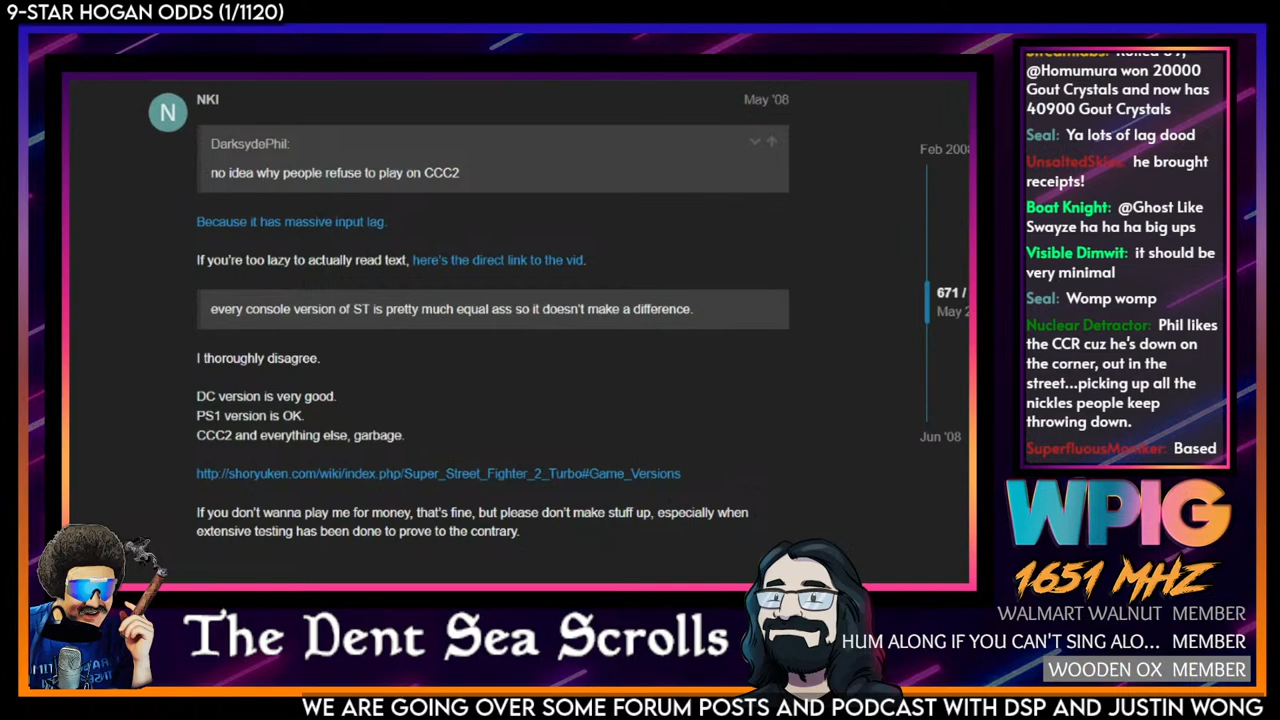 9-STAR HOGAN ODDS (1/1120)
N
NKI
May '08
DarksydePhil:
no idea why people refuse to play on CCC2
Because it has massive input lag.
If you're too lazy to actually read text, here's the direct link to the vid.
every console version of ST is pretty much equal ass so it doesn't make a difference.
I thoroughly disagree.
DC version is very good.
PS1 version is OK.
CCC2 and everything else, garbage.
http://shoryuken.com/wiki/index.php/Super_Street_Fighter_2_Turbo#Game_Versions
If you don't wanna play me for money, that's fine, but please don't make stuff up, especially when
extensive testing has been done to prove to the contrary.
Feb 2008
671 /
May 2
Jun '08
@Homumura won 20000
Gout Crystals and now has
40900 Gout Crystals
Seal: Ya lots of lag dood
he brought
receipts!
Boat Knight: @Ghost Like
Swayze ha ha ha big ups
Visible Dimwit: it should be
very minimal
Seal: Womp womp
Nuclear Detractor: Phil likes
the CCR cuz he's down on
the corner, out in the
street...picking up all the
nickles people keep
throwing down.
SuperfluousMoniker: Based
WPIG
1651 MHZ
WALMART WALNUT MEMBER
HUM ALONG IF YOU CAN'T SING ALO... MEMBER
WOODEN OX MEMBER
The Dent Sea Scrolls
WE ARE GOING OVER SOME FORUM POSTS AND PODCAST WITH DSP AND JUSTIN WONG